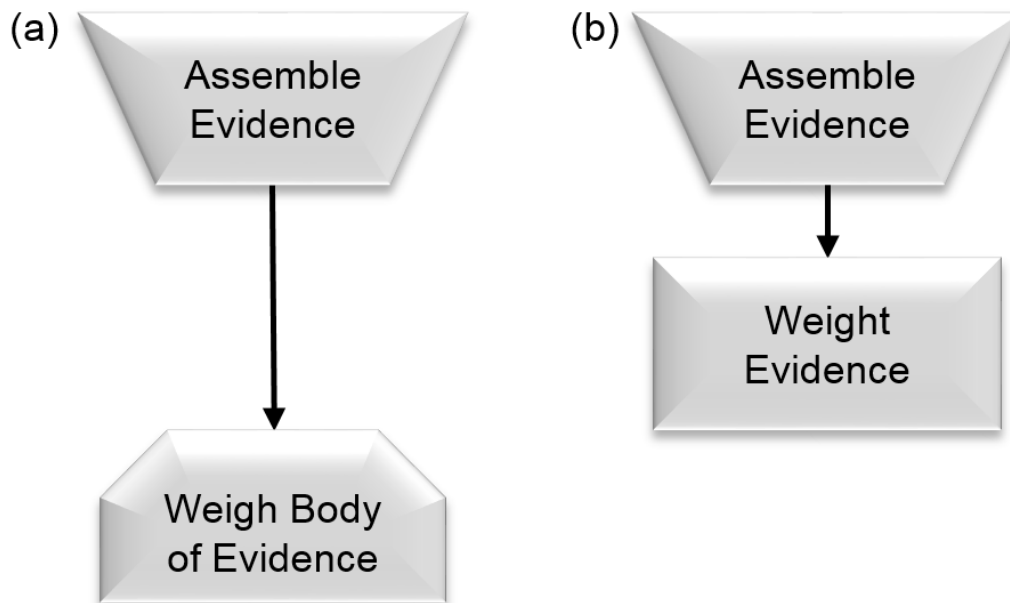 (a)
Assemble
Evidence
Weigh Body
of Evidence
(b)
Assemble
Evidence
Weight
Evidence